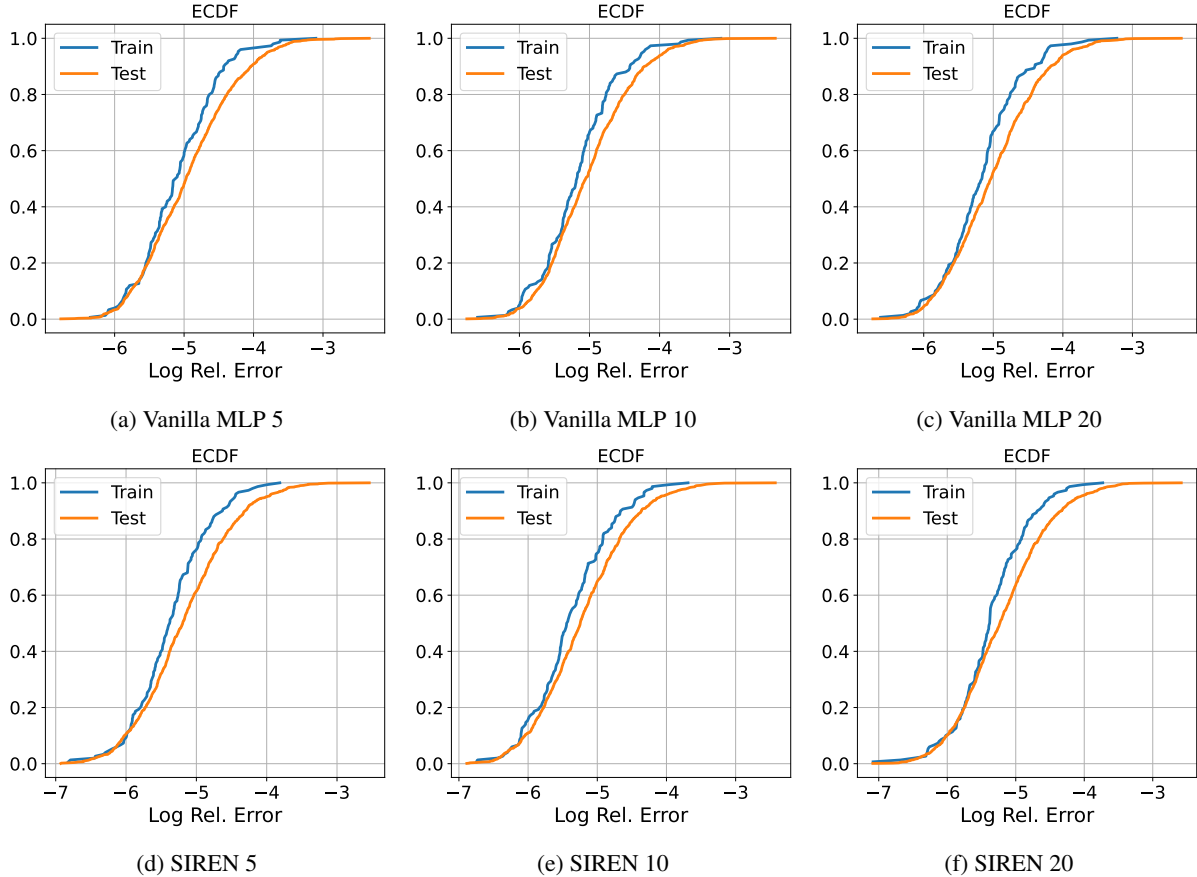 ECDF ECDF ECDF
1.0 Train 1.0 Train 1.0 Train
Test Test Test
0.8 0.8 0.8
0.6 0.6 0.6
0.4 0.4 0.4
0.2 0.2 0.2
0.0 0.0 0.0
−6 −5 −4 −3 −6 −5 −4 −3 −6 −5 −4 −3
Log Rel. Error Log Rel. Error Log Rel. Error
(a) Vanilla MLP 5 (b) Vanilla MLP 10 (c) Vanilla MLP 20
ECDF ECDF ECDF
1.0 Train 1.0 Train 1.0 Train
Test Test Test
0.8 0.8 0.8
0.6 0.6 0.6
0.4 0.4 0.4
0.2 0.2 0.2
0.0 0.0 0.0
−7 −6 −5 −4 −3 −7 −6 −5 −4 −3 −7 −6 −5 −4 −3
Log Rel. Error Log Rel. Error Log Rel. Error
(d) SIREN 5 (e) SIREN 10 (f) SIREN 20